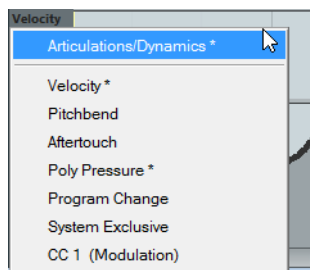 Velocity
Articulations/Dynamics *
Velocity *
Pitchbend
Aftertouch
Poly Pressure *
Program Change
System Exclusive
CC 1 (Modulation)